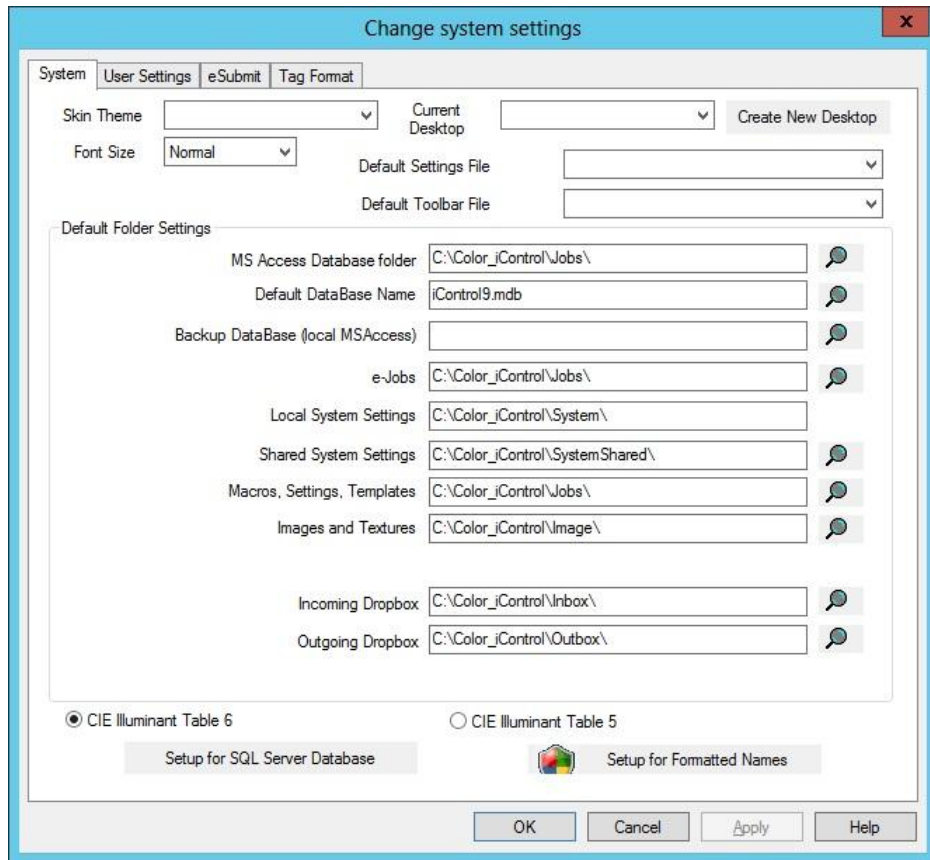 Change system settings
x
System User Settings eSubmit Tag Format
Skin Theme
Current
Desktop
Create New Desktop
Font Size Normal
Default Settings File
Default Toolbar File
Default Folder Settings
MS Access Database folder C:\Color_iControl\Jobs\
Default DataBase Name iControl9.mdb
Backup DataBase (local MSAccess)
e-Jobs C:\Color_iControl\Jobs\
Local System Settings C:\Color_iControl\System\
Shared System Settings C:\Color_iControl\SystemShared\
Macros, Settings, Templates C:\Color_iControl\Jobs\
Images and Textures C:\Color_iControl\Image\
Incoming Dropbox C:\Color_iControl\Inbox\
Outgoing Dropbox C:\Color_iControl\Outbox\
CIE Illuminant Table 6 CIE Illuminant Table 5
Setup for SQL Server Database Setup for Formatted Names
OK Cancel Apply Help